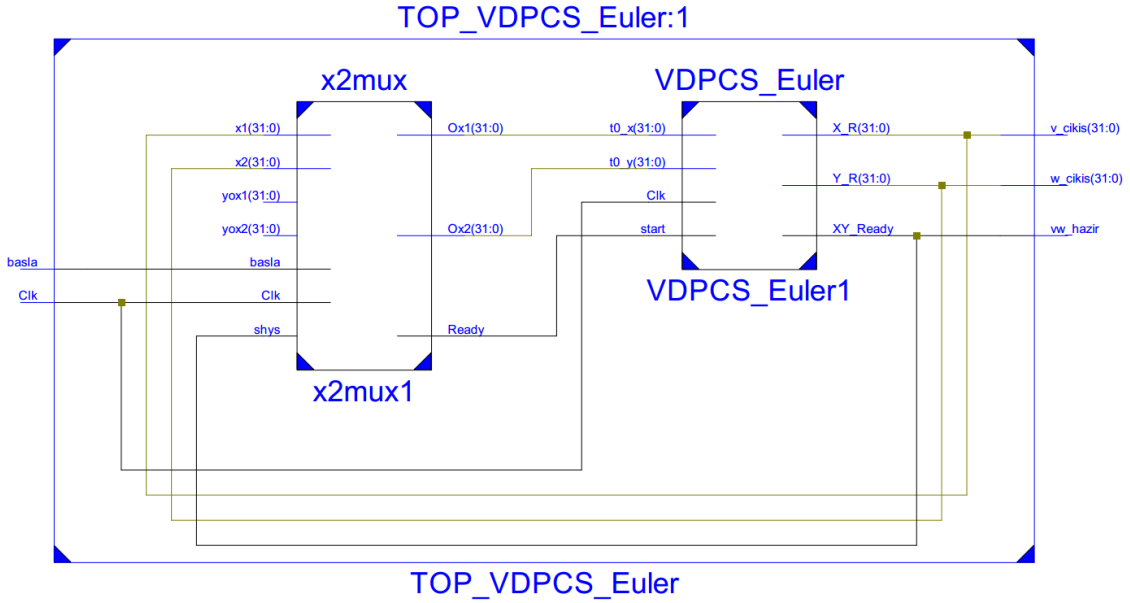 TOP_VDPCS_Euler:1
x2mux
VDPCS_Euler
x1(31:0)
Ox1(31:0)
t0_x(31:0)
X_R(31:0)
v_cikis(31:0)
x2(31:0)
t0_y(31:0)
Y_R(31:0)
w_cikis(31:0)
yox1(31:0)
Clk
yox2(31:0)
Ox2(31:0)
start
XY_Ready
vw_hazir
basla
basla
Clk
Clk
VDPCS_Euler1
shys
Ready
x2mux1
TOP_VDPCS_Euler